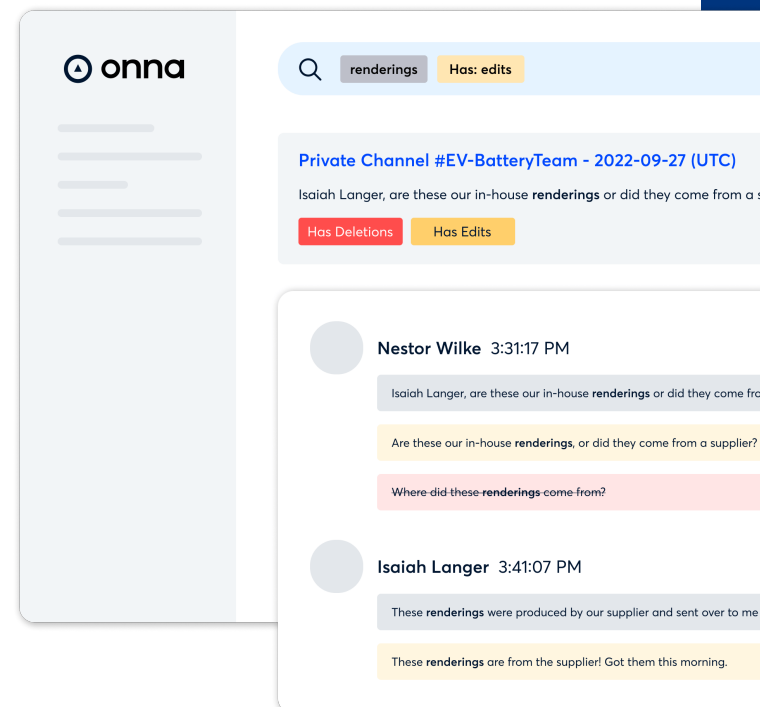 onna
renderings Has: edits
Private Channel #EV-BatteryTeam - 2022-09-27 (UTC)
Isaiah Langer, are these our in-house renderings or did they come from a
Has Deletions Has Edits
Nestor Wilke 3:31:17 PM
Isaiah Langer, are these our in-house renderings or did they come
Are these our in-house renderings, or did they come from a supplier?
Where did these renderings come from?
Isaiah Langer 3:41:07 PM
These renderings were produced by our supplier and sent over to me
These renderings are from the supplier! Got them this morning.